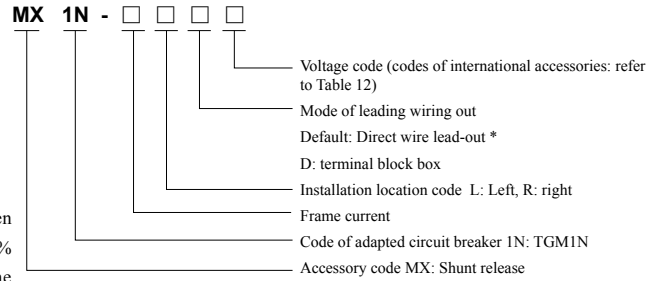 MX 1N - □ □ □ □
Voltage code (codes of international accessories: refer
to Table 12)
Mode of leading wiring out
Default: Direct wire lead-out *
D: terminal block box
Installation location code L: Left, R: right
Frame current
Code of adapted circuit breaker 1N: TGM1N
Accessory code MX: Shunt release
en
%